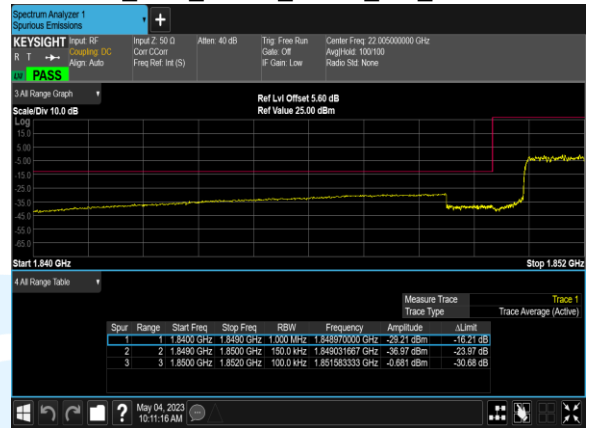 Spectrum Analyzer 1
Spurious Emissions
KEYSIGHT Input: RF Input Z: 50 Ω Atten: 40 dB Trig: Free Run Center Freq: 22.005000000 GHz
R T Coupling: DC Corr CCorr Gate: Off Avg|Hold: 100/100
Align: Auto Freq Ref: Int (S) IF Gain: Low Radio Std: None
PASS
3 All Range Graph
Ref Lvl Offset 5.60 dB
Scale/Div 10.0 dB Ref Value 25.00 dBm
Log
15.0
5.00
-5.00
-15.0
-25.0
-35.0
-45.0
-55.0
-65.0
Start 1.840 GHz Stop 1.852 GHz
4 All Range Table
Measure Trace Trace 1
Trace Type Trace Average (Active)
Spur Range Start Freq Stop Freq RBW Frequency Amplitude ΔLimit
1 1 1.8400 GHz 1.8490 GHz 1.000 MHz 1.848970000 GHz -29.21 dBm -16.21 dB
2 2 1.8490 GHz 1.8500 GHz 150.0 kHz 1.849031667 GHz -36.97 dBm -23.97 dB
3 3 1.8500 GHz 1.8520 GHz 100.0 kHz 1.851583333 GHz -0.681 dBm -30.68 dB
?
May 04, 2023
10:11:16 AM